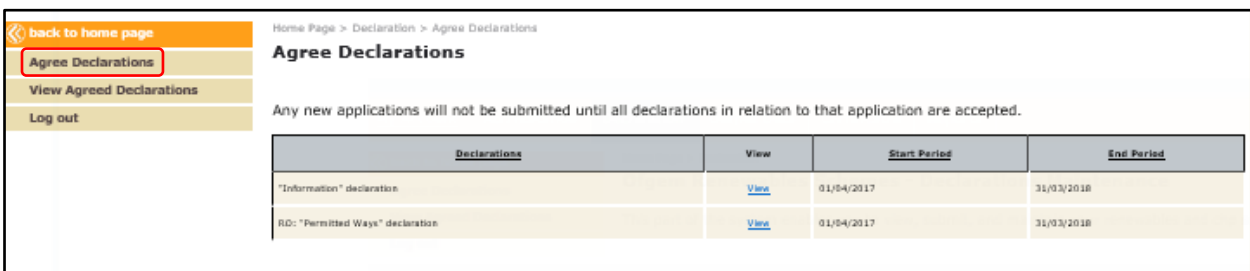 back to home page
Agree Declarations
View Agreed Declarations
Log out
Home Page > Declaration > Agree Declarations
Agree Declarations
Any new applications will not be submitted until all declarations in relation to that application are accepted.
Declarations View Start Period End Period
"Information" declaration View 01/04/2017 31/03/2018
RO: "Permitted Ways" declaration View 01/04/2017 31/03/2018